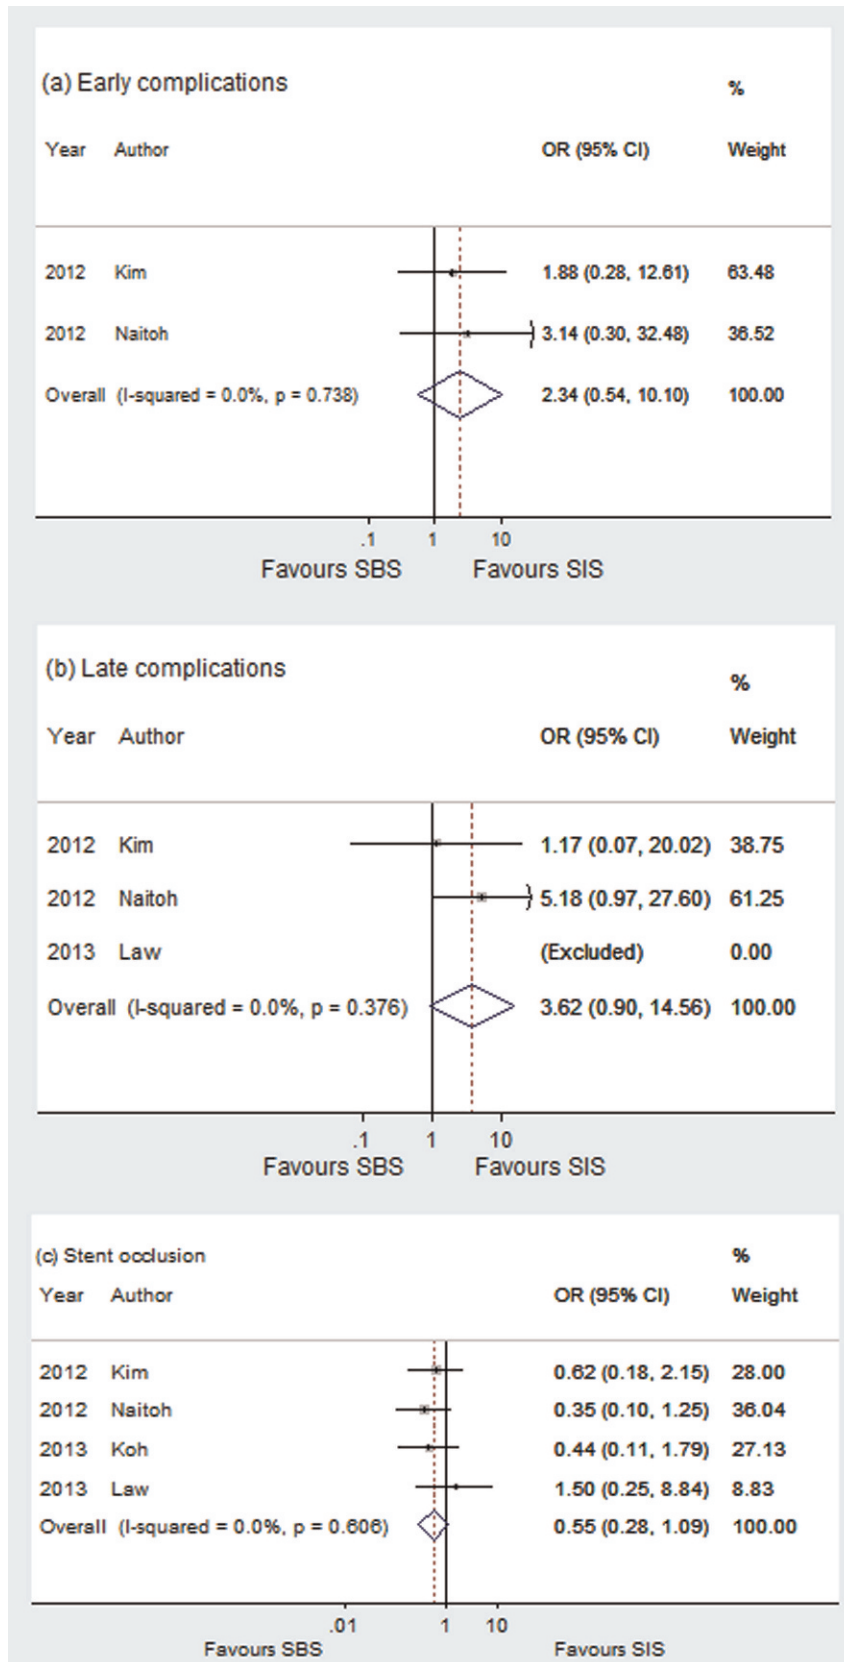 (a) Early complications
%
Year Author OR (95% CI) Weight
2012 Kim 1.88 (0.28, 12.61) 63.48
2012 Naitoh 3.14 (0.30, 32.48) 36.52
Overall (I-squared = 0.0%, p = 0.738) 2.34 (0.54, 10.10) 100.00
.1 1 10
Favours SBS Favours SIS
(b) Late complications
%
Year Author OR (95% CI) Weight
2012 Kim 1.17 (0.07, 20.02) 38.75
2012 Naitoh 5.18 (0.97, 27.60) 61.25
2013 Law (Excluded) 0.00
Overall (I-squared = 0.0%, p = 0.376) 3.62 (0.90, 14.56) 100.00
.1 1 10
Favours SBS Favours SIS
(c) Stent occlusion %
Year Author OR (95% CI) Weight
2012 Kim 0.62 (0.18, 2.15) 28.00
2012 Naitoh 0.35 (0.10, 1.25) 36.04
2013 Koh 0.44 (0.11, 1.79) 27.13
2013 Law 1.50 (0.25, 8.84) 8.83
Overall (I-squared = 0.0%, p = 0.606) 0.55 (0.28, 1.09) 100.00
.01 1 10
Favours SBS Favours SIS